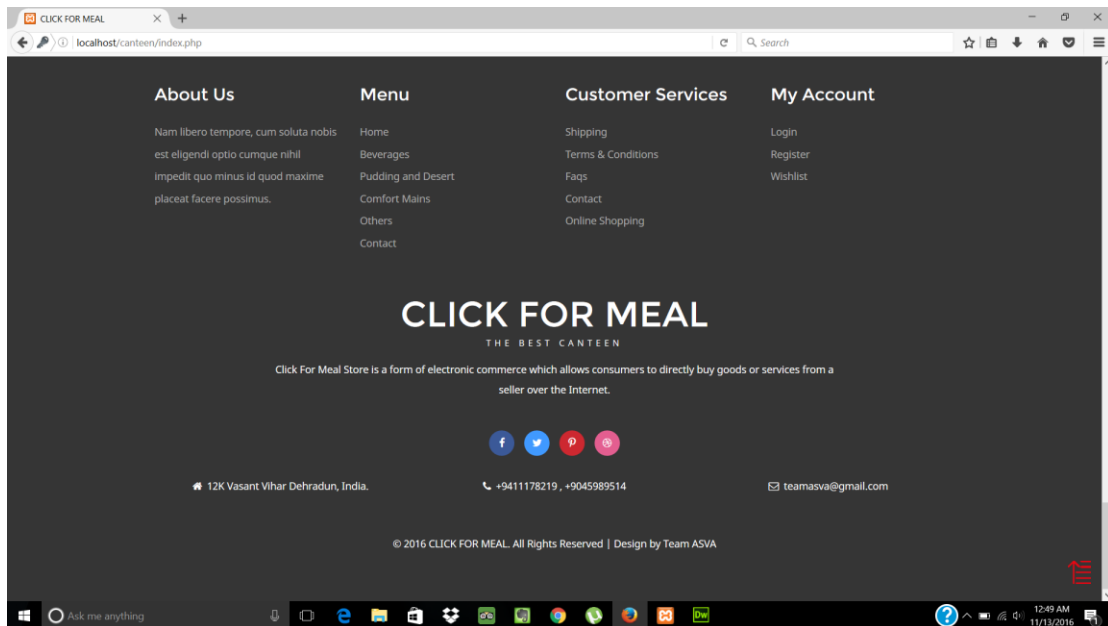 CLICK FOR MEAL
localhost/canteen/index.php
Search
About Us
Nam libero tempore, cum soluta nobis
est eligendi optio cumque nihil
impedit quo minus id quod maxime
placeat facere possimus.
Menu
Home
Beverages
Pudding and Desert
Comfort Mains
Others
Contact
Customer Services
Shipping
Terms & Conditions
Faqs
Contact
Online Shopping
My Account
Login
Register
Wishlist
CLICK FOR MEAL
THE BEST CANTEEN
Click For Meal Store is a form of electronic commerce which allows consumers to directly buy goods or services from a
seller over the Internet.
12K Vasant Vihar Dehradun, India.
+9411178219 , +9045989514
teamasva@gmail.com
© 2016 CLICK FOR MEAL. All Rights Reserved | Design by Team ASVA
Ask me anything
Dw
12:49 AM
11/13/2016